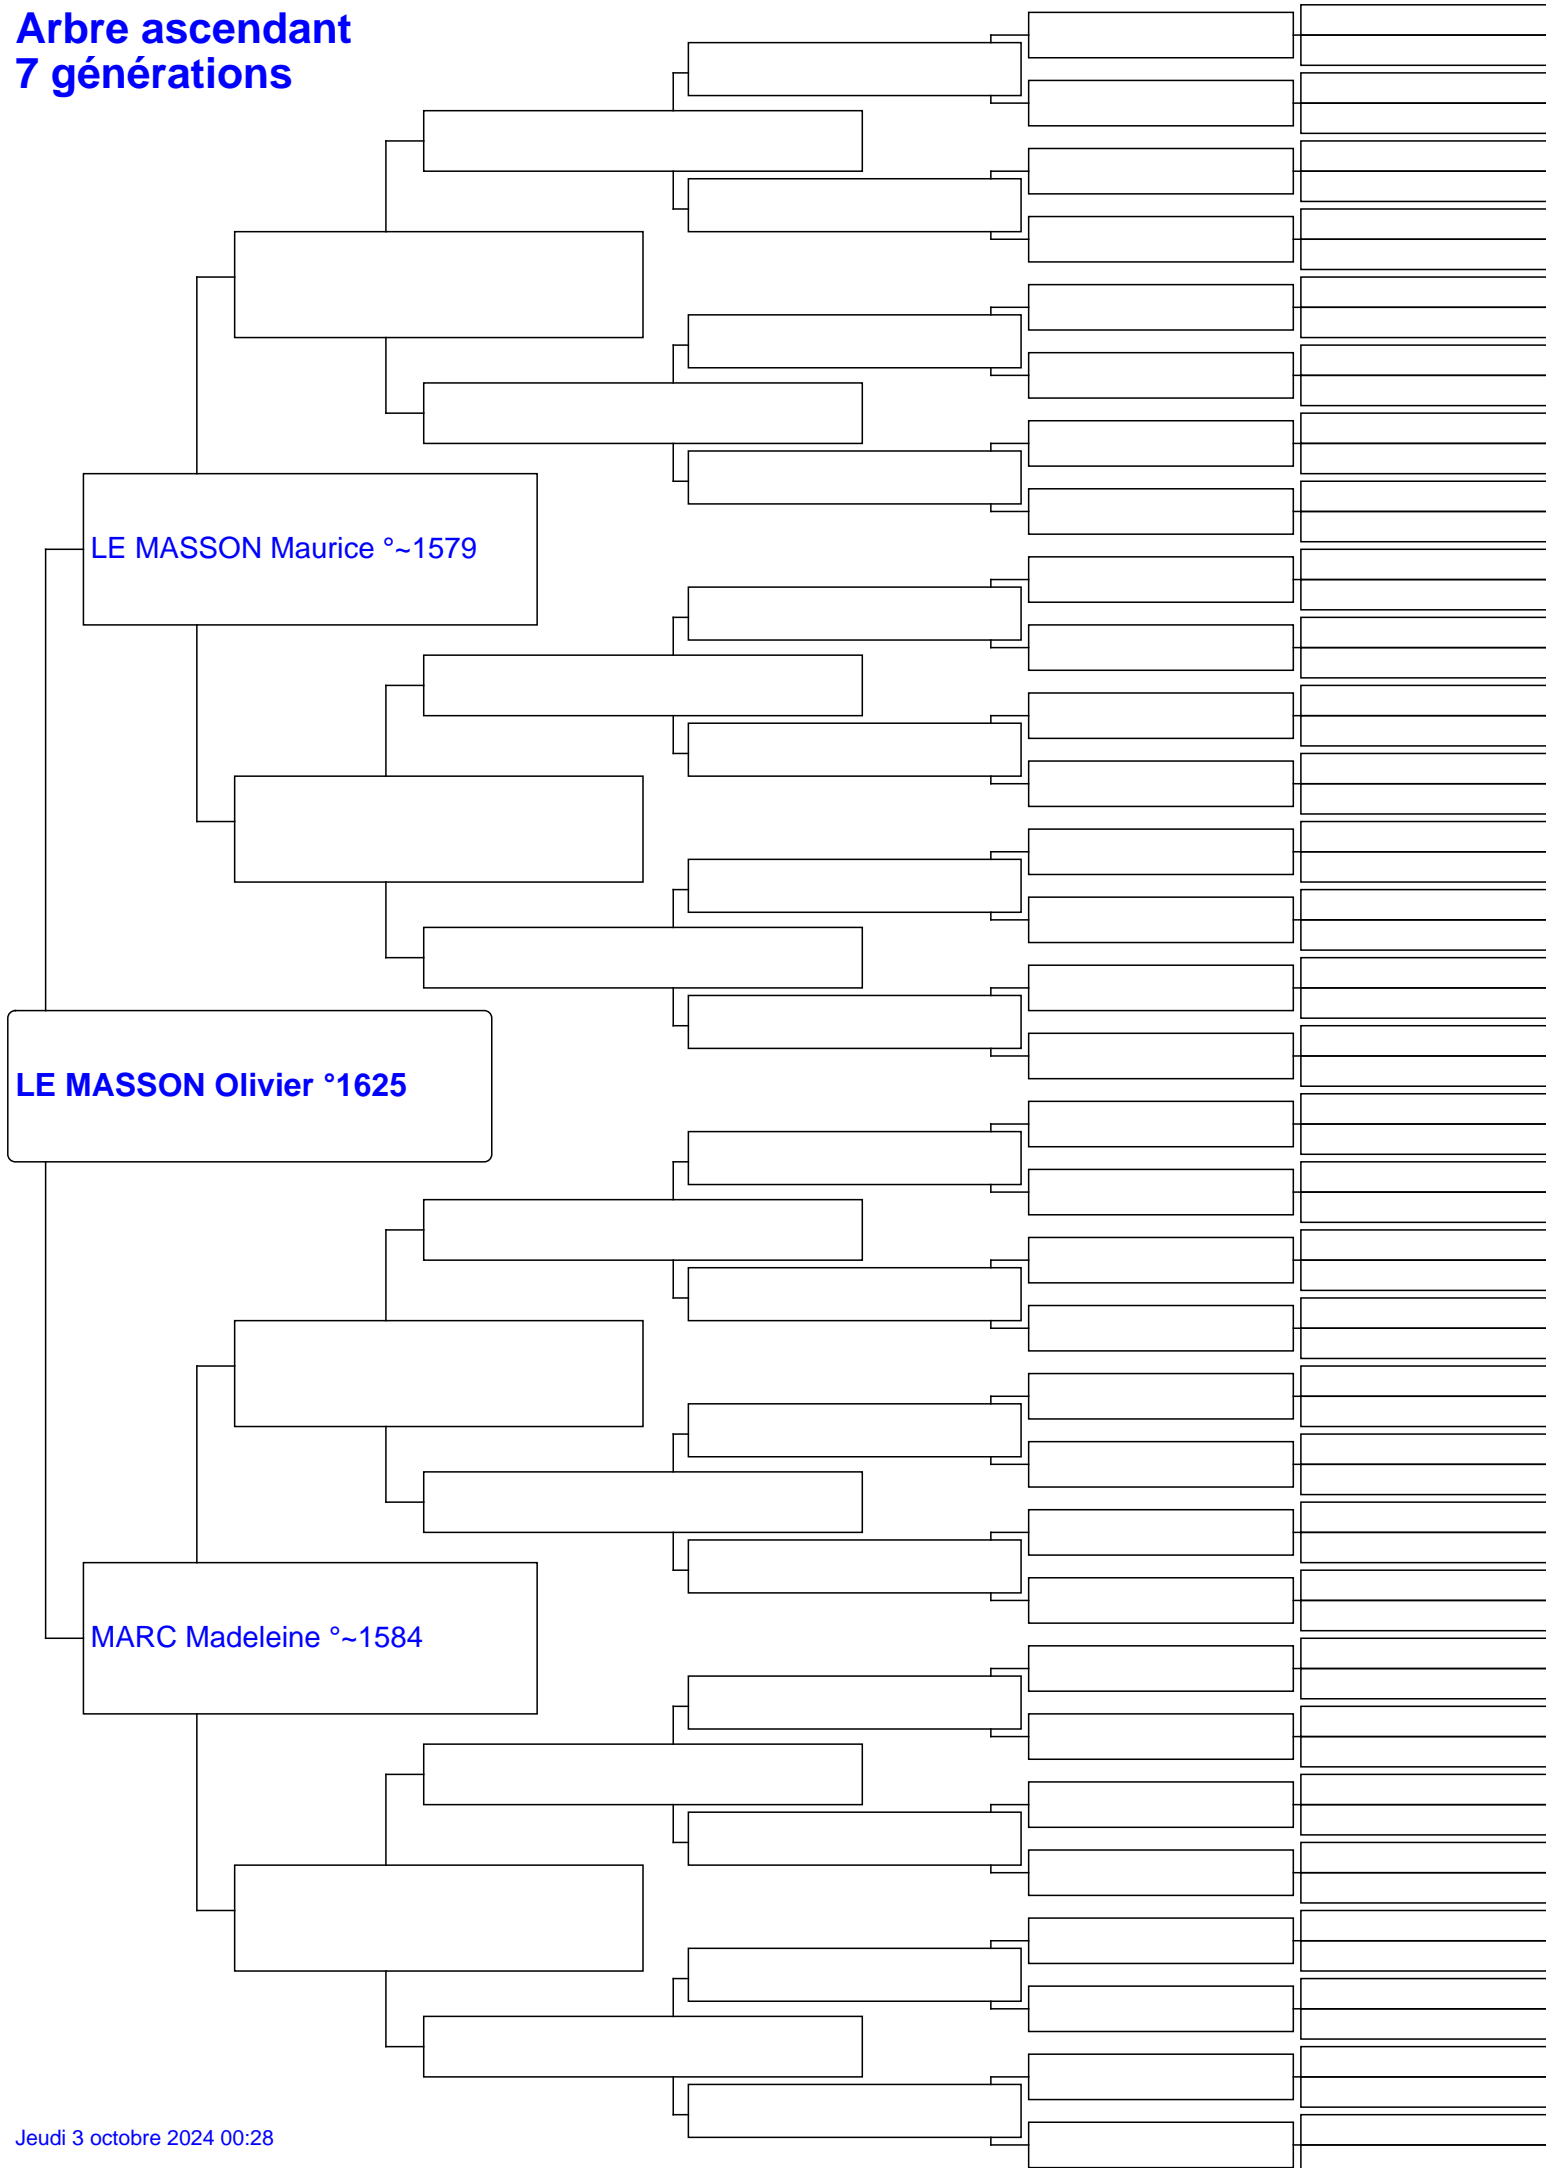 Arbre ascendant
7 générations
LE MASSON Maurice °~1579
LE MASSON Olivier °1625
MARC Madeleine °~1584
Jeudi 3 octobre 2024 00:28